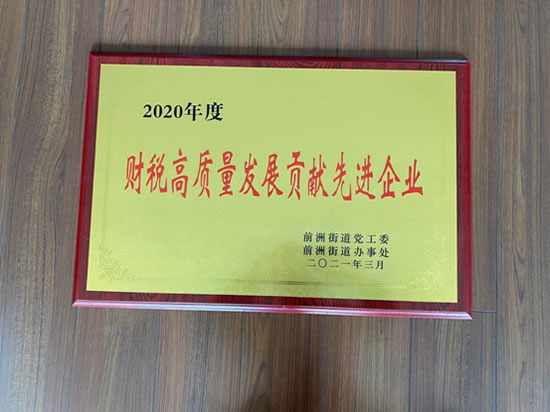 2020年度
财税高质量发展贡献先进企业
前洲街道党工委
前洲街道办事处
二〇二一年三月